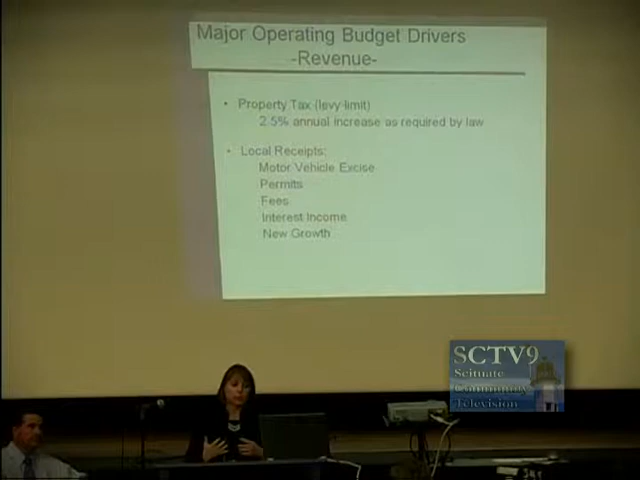 Major Operating Budget Drivers
-Revenue-
• Property Tax (levy limit)
2.5% annual increase as required by law
• Local Receipts:
Motor Vehicle Excise
Permits
Fees
Interest Income
New Growth
SCTV9
Scituate
Community
Television